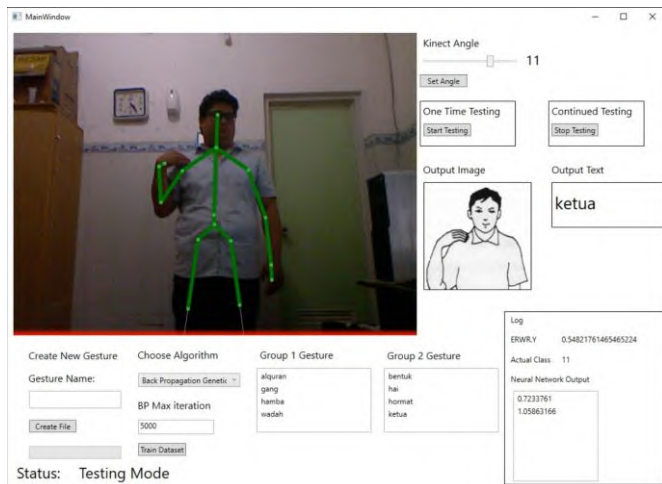 MainWindow
Kinect Angle
11
Set Angle
One Time Testing
Start Testing
Continued Testing
Stop Testing
Output Image
Output Text
ketua
Log
ERWR.Y 0.54821761465465224
Actual Class 11
Neural Network Output
0.7233761
1.05863166
Create New Gesture
Gesture Name:
Create File
Choose Algorithm
Back Propagation Genetic
BP Max iteration
5000
Train Dataset
Group 1 Gesture
alquran
gang
hamba
wadah
Group 2 Gesture
bentuk
hai
hormat
ketua
Status: Testing Mode